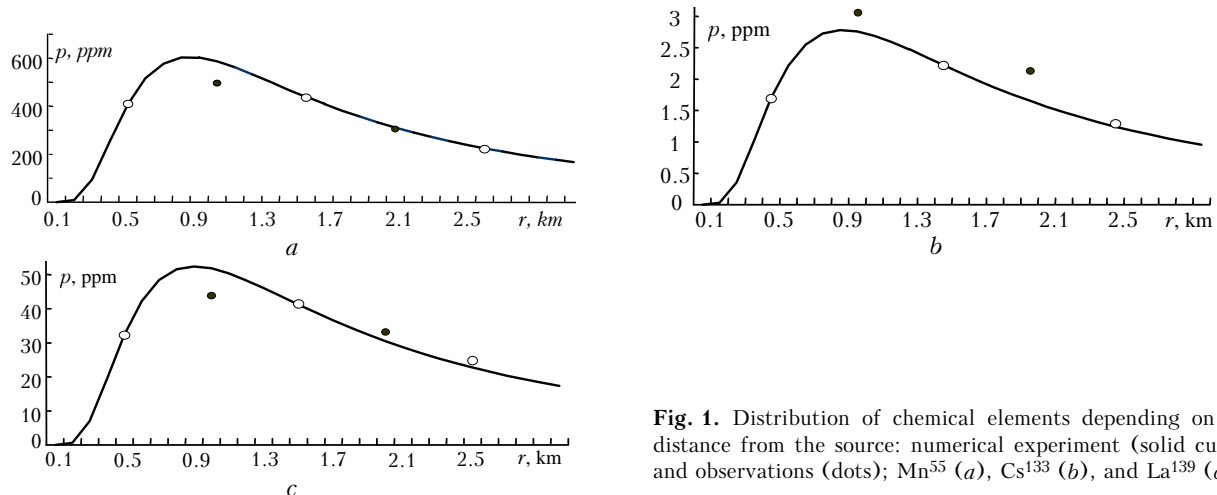 p, ppm
600
400
200
0
0.1 0.5 0.9 1.3 1.7 2.1 2.5 r, km
a
p, ppm
3
2.5
2
1.5
1
0.5
0
0.1 0.5 0.9 1.3 1.7 2.1 2.5 r, km
b
p, ppm
50
40
30
20
10
0
0.1 0.5 0.9 1.3 1.7 2.1 2.5 r, km
c
Fig. 1. Distribution of chemical elements depending on
distance from the source: numerical experiment (solid
and observations (dots); Mn⁵⁵ (a), Cs¹³³ (b), and La¹³⁹